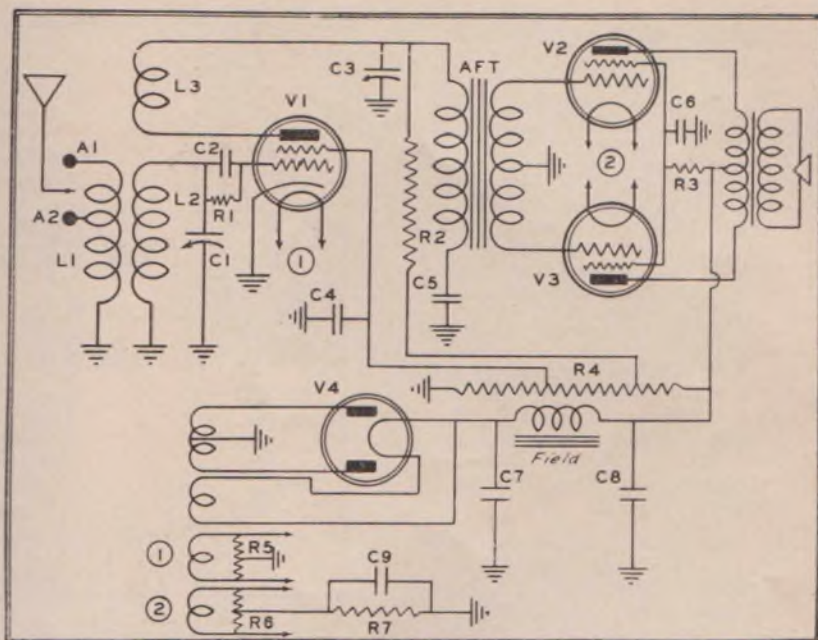 V2
C3
AFT
L3
V1
C6
A1
C2
②
R3
L2
R1
A2
R2
V3
L1
C1
①
C5
C4
R4
V4
Field
C7
C8
①
R5
C9
②
R6
R7